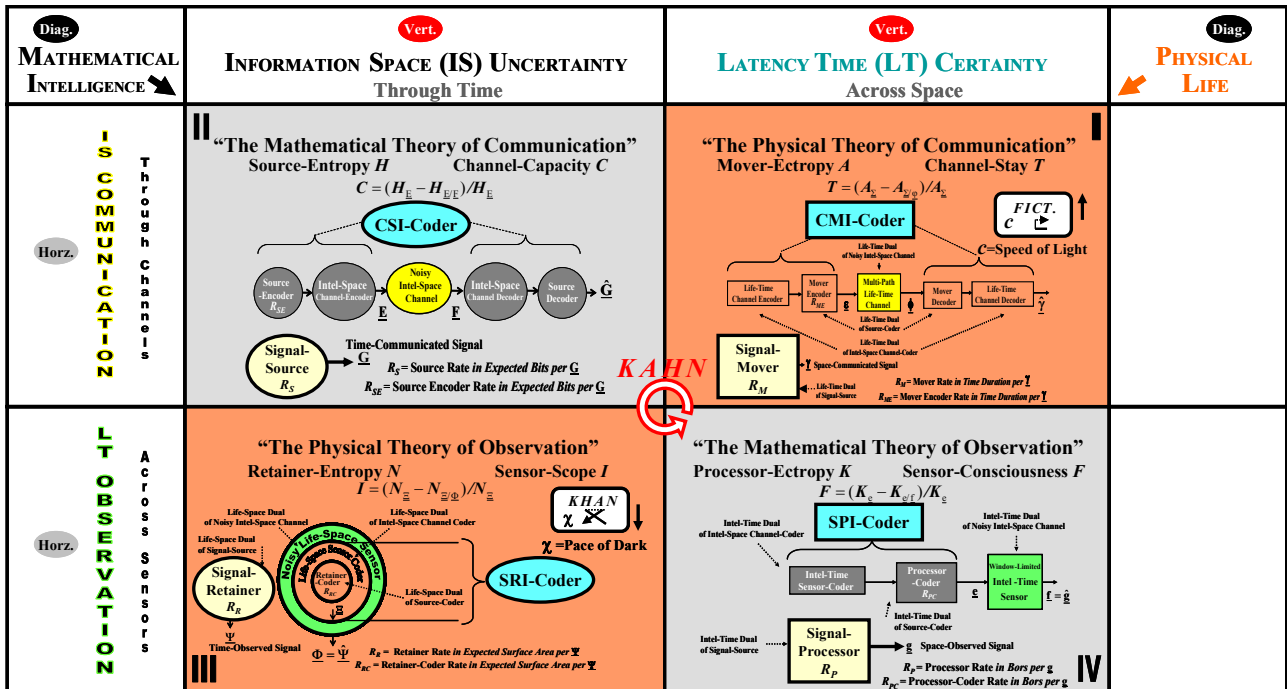 Diag.
MATHEMATICAL
INTELLIGENCE
Vert.
INFORMATION SPACE (IS) UNCERTAINTY
Through Time
Vert.
LATENCY TIME (LT) CERTAINTY
Across Space
Diag.
PHYSICAL
LIFE
IS COMMUNICATION
Through Channels
Horz.
II
"The Mathematical Theory of Communication"
Source-Entropy H Channel-Capacity C
C = (H_E – H_E/F)/H_E
CSI-Coder
Source
-Encoder
R_SE
Intel-Space
Channel-Encoder
Noisy
Intel-Space
Channel
Intel-Space
Channel Decoder
Source
Decoder
Ĝ
E
F
Signal-
Source
R_S
Time-Communicated Signal
G
R_S = Source Rate in Expected Bits per G
R_SE = Source Encoder Rate in Expected Bits per G
I
"The Physical Theory of Communication"
Mover-Ectropy A Channel-Stay T
T = (A_Σ – A_Σ/φ)/A_Σ
CMI-Coder
FICT.
C
C=Speed of Light
Life-Time Dual
of Noisy Intel-Space Channel
Life-Time
Channel Encoder
Mover
Encoder
R_ME
Multi-Path
Life-Time
Channel
Mover
Decoder
Life-Time
Channel Decoder
γ̂
ϕ
Life-Time Dual
of Source-Coder
Life-Time Dual
of Intel-Space Channel-Coder
Signal-
Mover
R_M
γ Space-Communicated Signal
Life-Time Dual
of Signal-Source
R_M= Mover Rate in Time Duration per γ
R_ME= Mover Encoder Rate in Time Duration per γ
KAHN
LT OBSERVATION
Across Sensors
Horz.
III
"The Physical Theory of Observation"
Retainer-Entropy N Sensor-Scope I
I = (N_Ξ – N_Ξ/Φ)/N_Ξ
KHAN
χ
χ =Pace of Dark
Life-Space Dual
of Noisy Intel-Space Channel
Life-Space Dual
of Intel-Space Channel Coder
Life-Space Dual
of Signal-Source
Noisy Life-Space Sensor
Life-Space Sensor Coder
Retainer
-Coder
R_RC
Ξ
Life-Space Dual
of Source-Coder
SRI-Coder
Signal-
Retainer
R_R
Ψ
Time-Observed Signal
Φ = Ψ̂
R_R = Retainer Rate in Expected Surface Area per Ψ
R_RC = Retainer-Coder Rate in Expected Surface Area per Ψ
IV
"The Mathematical Theory of Observation"
Processor-Ectropy K Sensor-Consciousness F
F = (K_e – K_e/f)/K_e
SPI-Coder
Intel-Time Dual
of Intel-Space Channel-Coder
Intel-Time Dual
of Noisy Intel-Space Channel
Intel-Time
Sensor-Coder
Processor
-Coder
R_PC
e
Window-Limited
Intel -Time
Sensor
f = ĝ
Intel-Time Dual
of Source-Coder
Intel-Time Dual
of Signal-Source
Signal-
Processor
R_P
g Space-Observed Signal
R_P = Processor Rate in Bors per g
R_PC = Processor-Coder Rate in Bors per g